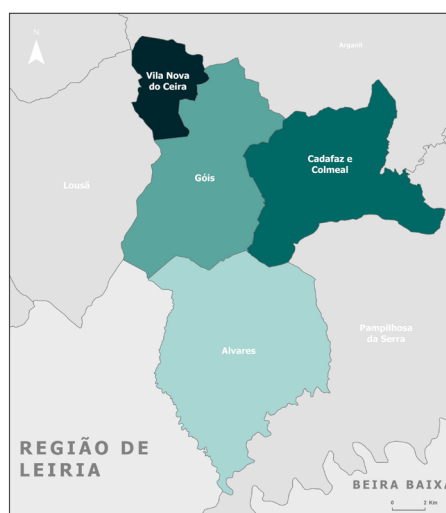 N
Arganil
Vila Nova
do Ceira
Cadafaz e
Colmeal
Góis
Lousã
Pampilhosa
da Serra
Alvares
REGIÃO DE
LEIRIA
BEIRA BAIXA
0 2 Km